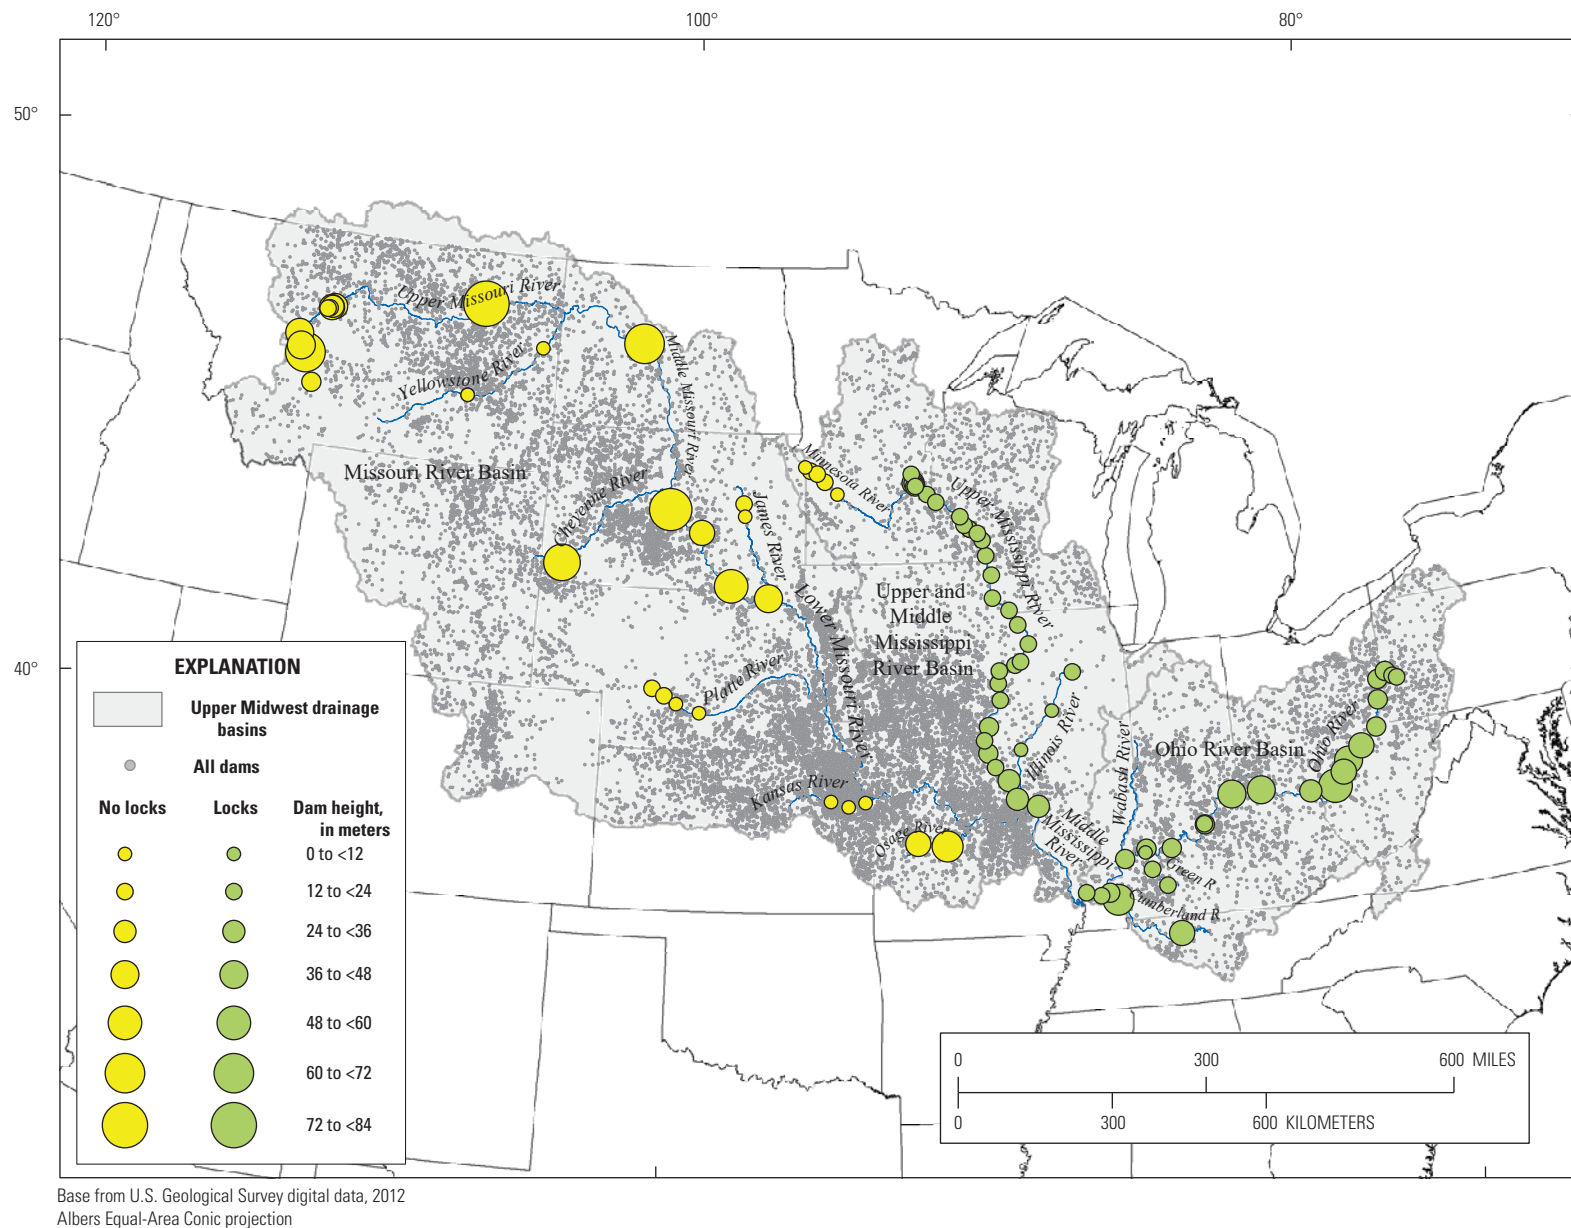 120°
100°
80°
50°
40°
Upper Missouri River
Middle Missouri River
Yellowstone River
Missouri River Basin
Cheyenne River
James River
Minnesota River
Upper Mississippi River
Upper and
Middle
Mississippi
River Basin
Lower Missouri River
Platte River
Kansas River
Osage River
Illinois River
Middle
Mississippi
River
Wabash River
Ohio River Basin
Ohio River
Green R
Cumberland R
EXPLANATION
Upper Midwest drainage
basins
All dams
No locks
Locks
Dam height,
in meters
0 to <12
12 to <24
24 to <36
36 to <48
48 to <60
60 to <72
72 to <84
0
300
600 MILES
0
300
600 KILOMETERS
Base from U.S. Geological Survey digital data, 2012
Albers Equal-Area Conic projection